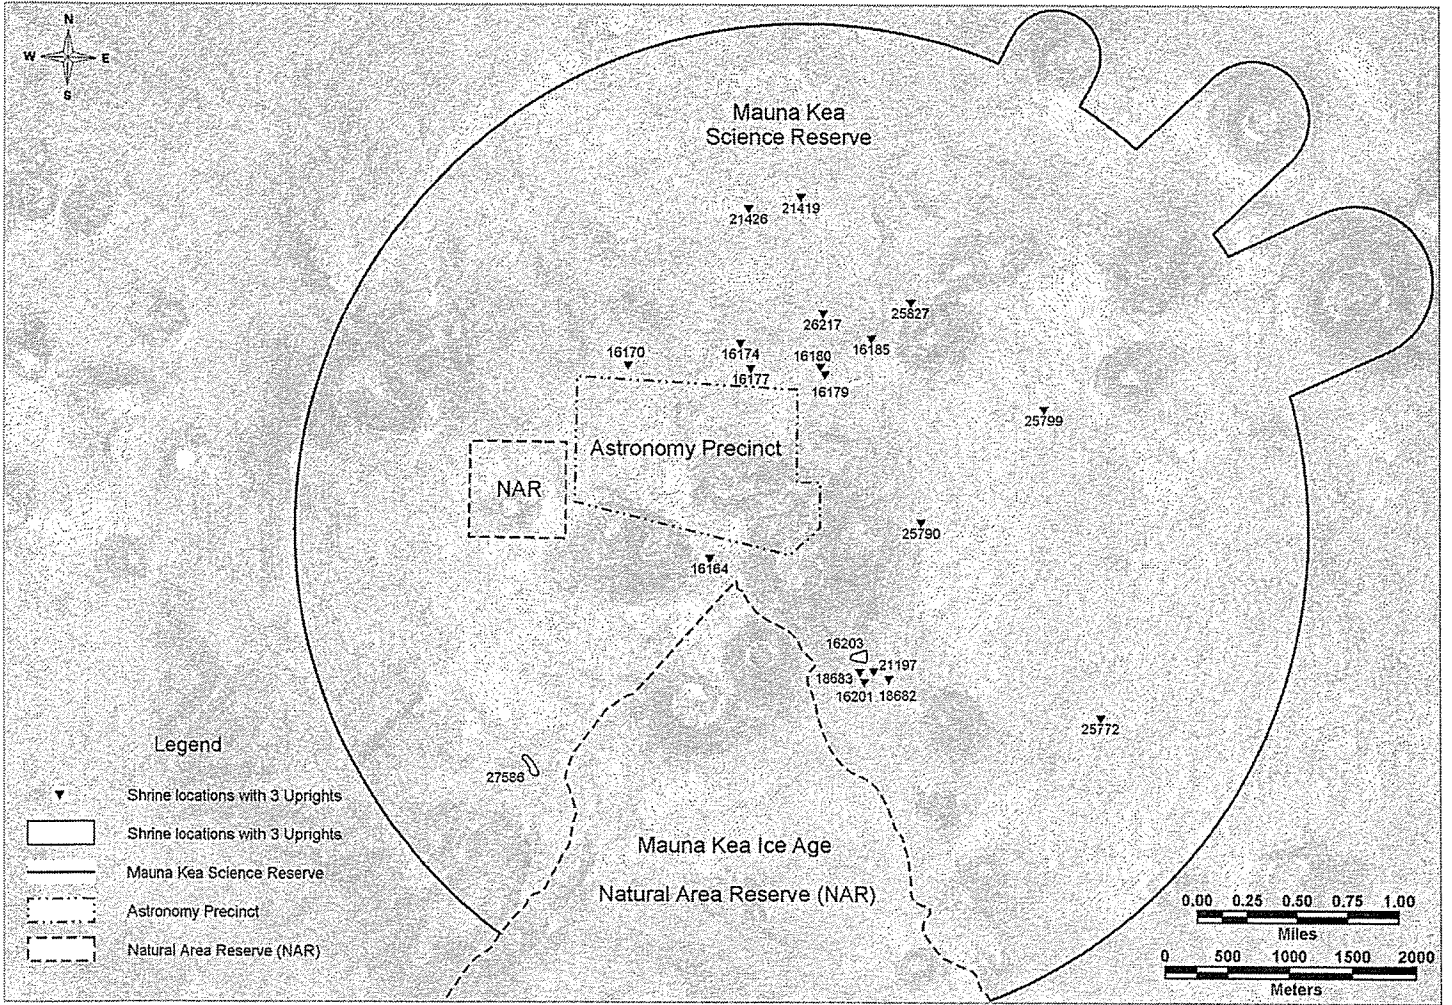 N
W E
S
Mauna Kea
Science Reserve
21426
21419
25827
26217
16185
16174
16170
16180
16177
16179
25799
Astronomy Precinct
NAR
25790
16164
16203
21197
18683
16201
18682
25772
27586
Mauna Kea Ice Age
Natural Area Reserve (NAR)
Legend
Shrine locations with 3 Uprights
Shrine locations with 3 Uprights
Mauna Kea Science Reserve
Astronomy Precinct
Natural Area Reserve (NAR)
0.00 0.25 0.50 0.75 1.00
Miles
0 500 1000 1500 2000
Meters